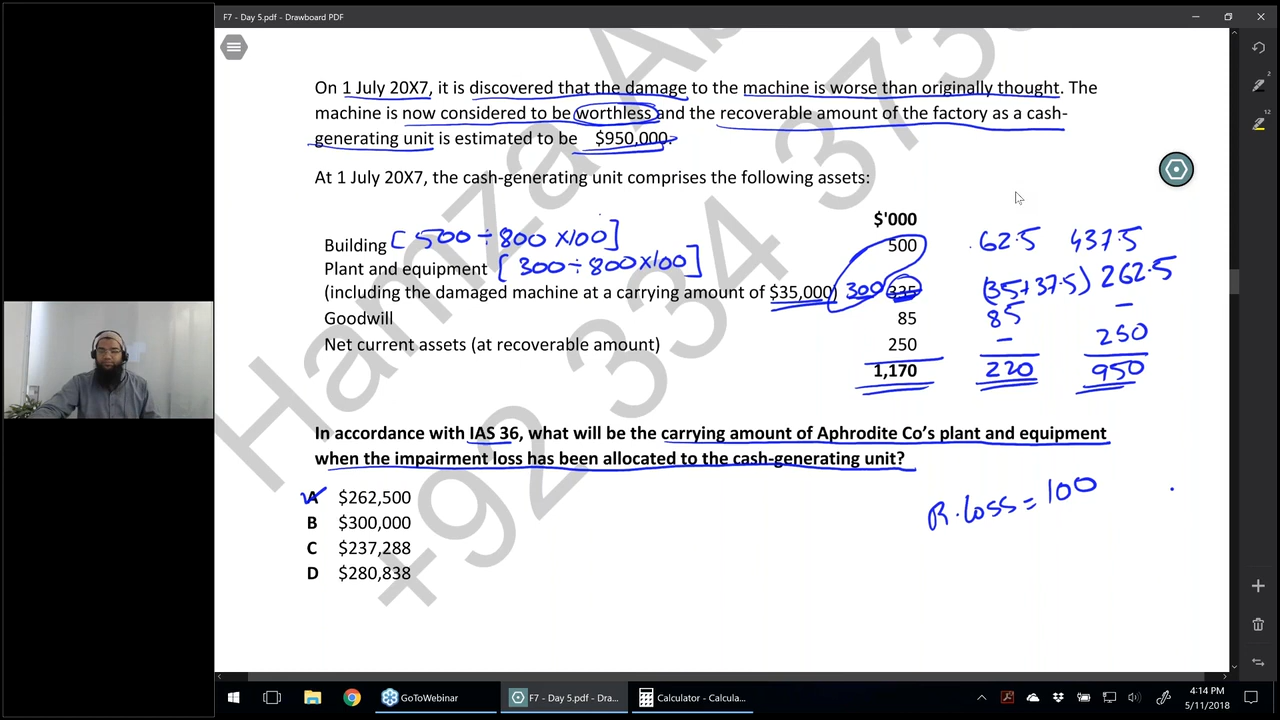 F7 - Day 5.pdf - Drawboard PDF
On 1 July 20X7, it is discovered that the damage to the machine is worse than originally thought. The
machine is now considered to be worthless and the recoverable amount of the factory as a cash-
generating unit is estimated to be $950,000.
At 1 July 20X7, the cash-generating unit comprises the following assets:
$'000
Building [500 ÷ 800 x100] 500 62.5 437.5
Plant and equipment [300 ÷ 800 x100]
(including the damaged machine at a carrying amount of $35,000) 300 335 (35+37.5) 262.5
Goodwill 85 85 -
Net current assets (at recoverable amount) 250 - 250
1,170 220 950
In accordance with IAS 36, what will be the carrying amount of Aphrodite Co's plant and equipment
when the impairment loss has been allocated to the cash-generating unit?
A $262,500
B $300,000
C $237,288
D $280,838
R.Loss = 100
Hamza Ab
+92 334 3
GoToWebinar
F7 - Day 5.pdf - Dra...
Calculator - Calcula...
4:14 PM
5/11/2018